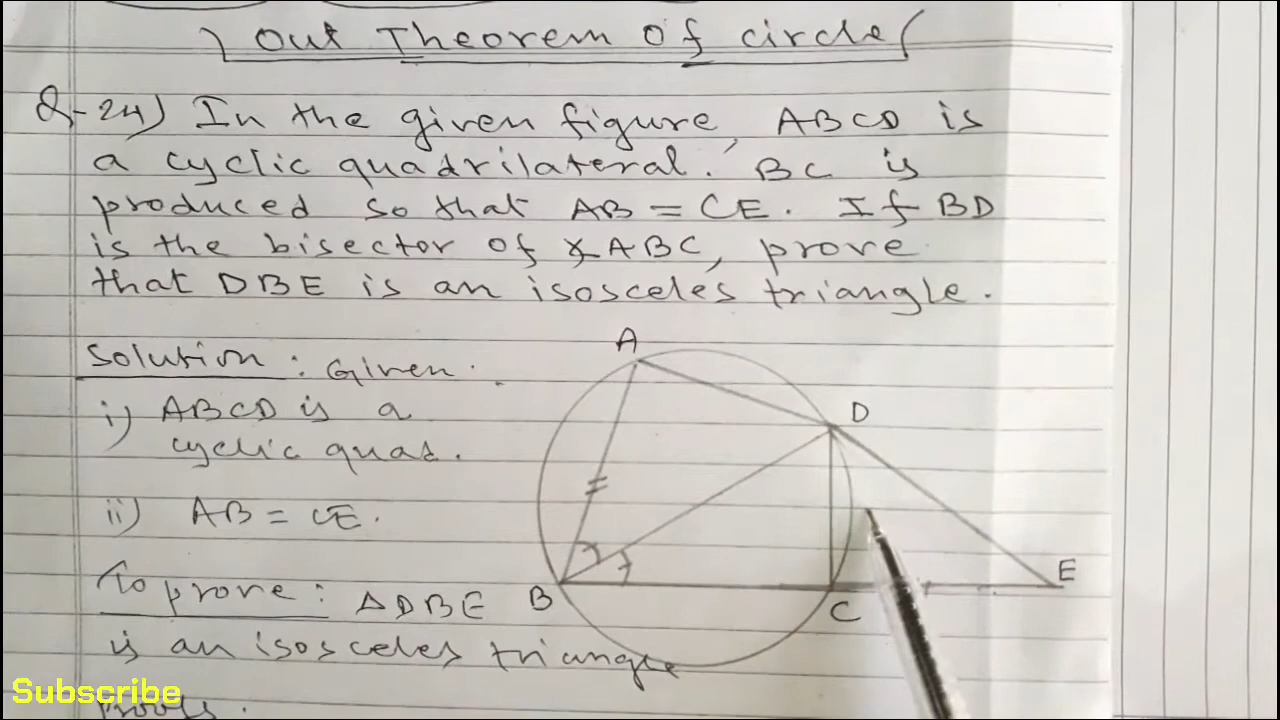 Out Theorem Of circle
Q-24) In the given figure, ABCD is
a cyclic quadrilateral. BC is
produced so that AB = CE. If BD
is the bisector of ∠ABC, prove
that DBE is an isosceles triangle.
Solution : Given.
i) ABCD is a
cyclic quad.
ii) AB = CE.
To prove : ΔDBE
is an isosceles triangle
Proof.
A
D
B
C
E
Subscribe